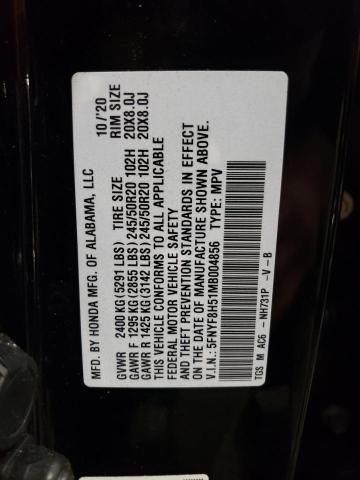 MFD. BY HONDA MFG. OF ALABAMA, LLC 10/'20
GVWR 2400 KG(5291 LBS) TIRE SIZE RIM SIZE
GAWR F 1295 KG(2855 LBS) 245/50R20 102H 20X8.0J
GAWR R 1425 KG(3142 LBS) 245/50R20 102H 20X8.0J
THIS VEHICLE CONFORMS TO ALL APPLICABLE
FEDERAL MOTOR VEHICLE SAFETY
AND THEFT PREVENTION STANDARDS IN EFFECT
ON THE DATE OF MANUFACTURE SHOWN ABOVE.
V.I.N.: 5FNYF8H51MB004856 TYPE: MPV
TGS M AC6 -NH731P -V -B